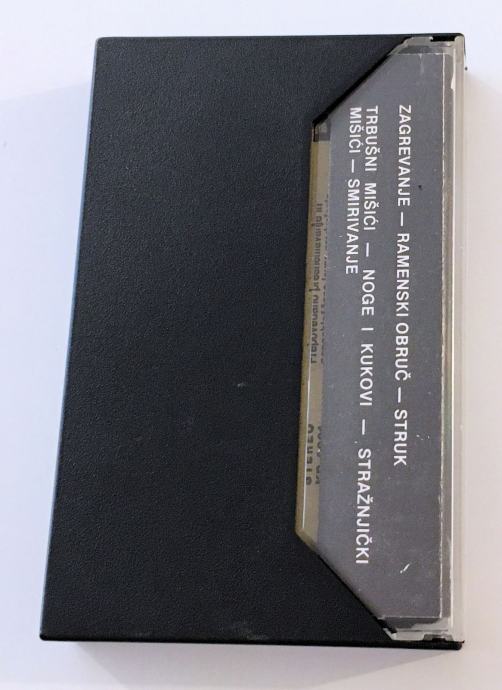 ZAGREVANJE — RAMENSKI OBRUČ — STRUK
TRBUŠNI MIŠIĆI — NOGE I KUKOVI — STRAŽNJIČKI
MIŠIĆI — SMIRIVANJE